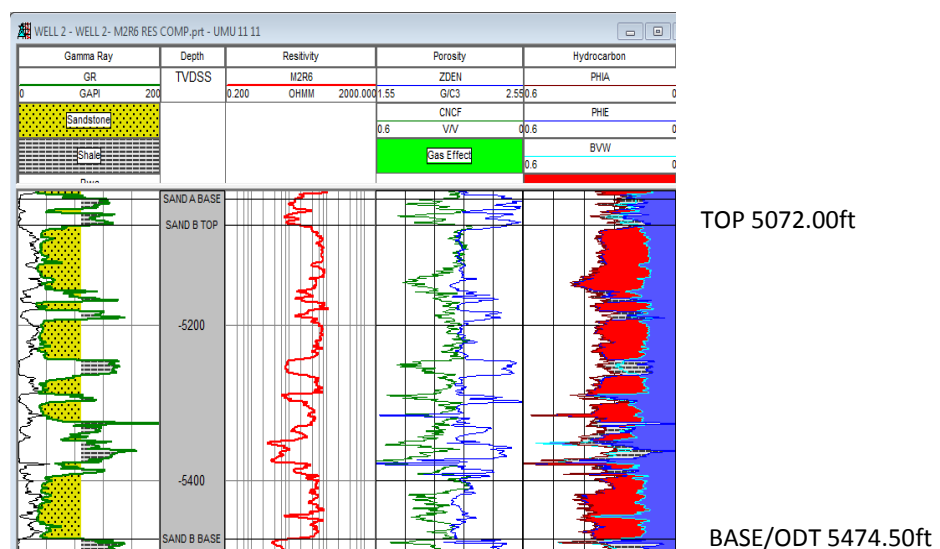 WELL 2 - WELL 2- M2R6 RES COMP.prt - UMU 11 11
Gamma Ray Depth Resitivity Porosity Hydrocarbon
GR TVDSS M2R6 ZDEN PHIA
0 GAPI 200 0.200 OHMM 2000.000 1.55 G/C3 2.55 0.6 0
CNCF PHIE
0.6 V/V 0 0.6 0
Sandstone
BVW
Gas Effect
0.6 0
Shale
SAND A BASE
TOP 5072.00ft
SAND B TOP
-5200
-5400
SAND B BASE
BASE/ODT 5474.50ft